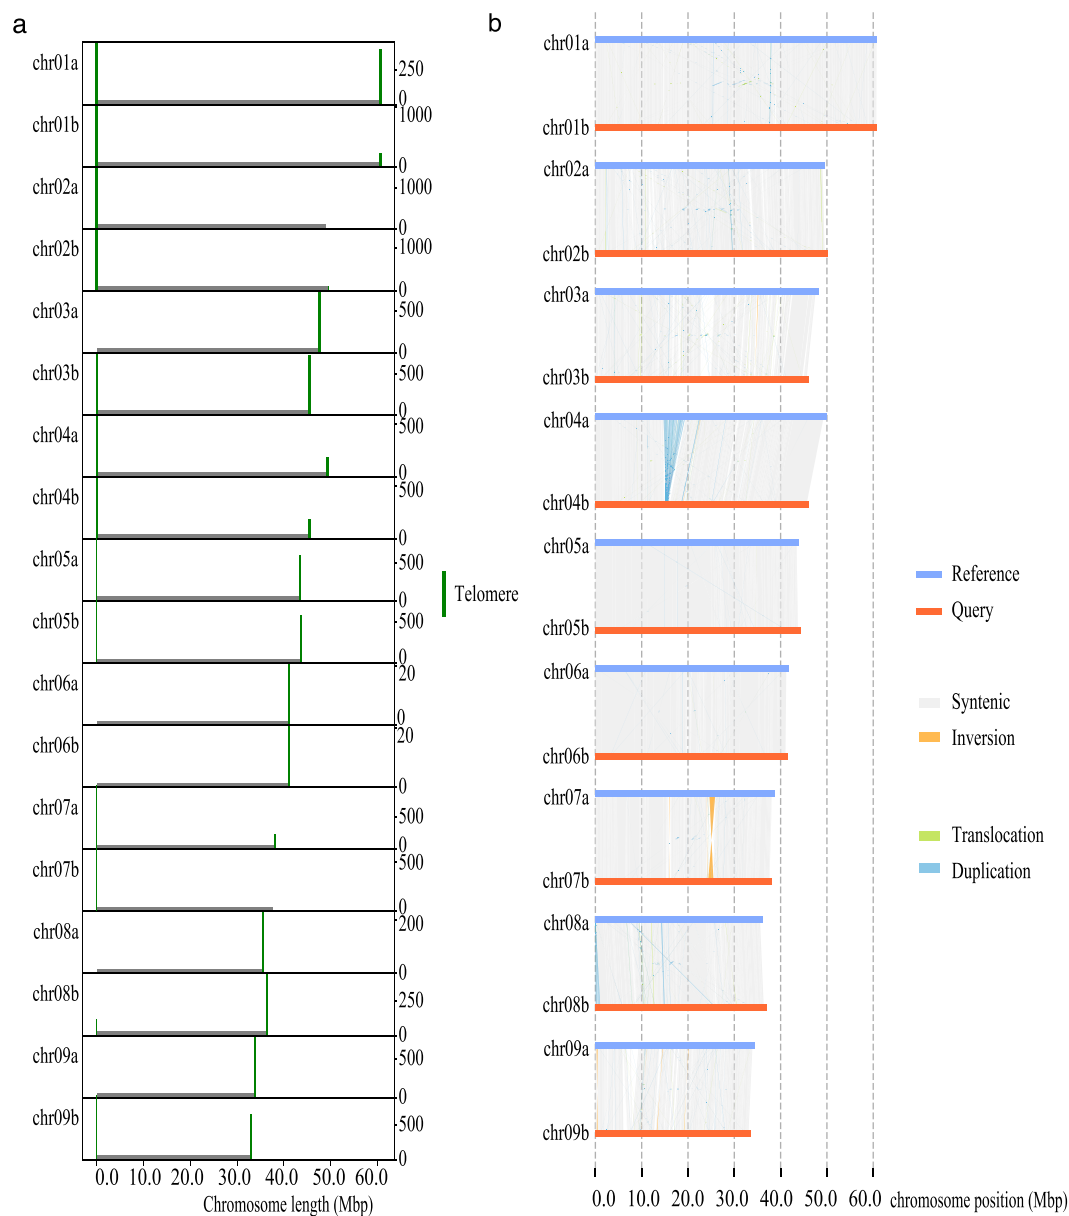 a
chr01a
250
0
chr01b
1000
0
chr02a
1000
0
chr02b
1000
0
chr03a
500
0
chr03b
500
0
chr04a
500
0
chr04b
500
0
chr05a
500
0
chr05b
500
0
chr06a
20
0
chr06b
20
0
chr07a
500
0
chr07b
500
0
chr08a
200
0
chr08b
250
0
chr09a
500
0
chr09b
500
0
0.0 10.0 20.0 30.0 40.0 50.0 60.0
Chromosome length (Mbp)
Telomere
b
chr01a
chr01b
chr02a
chr02b
chr03a
chr03b
chr04a
chr04b
chr05a
chr05b
chr06a
chr06b
chr07a
chr07b
chr08a
chr08b
chr09a
chr09b
0.0 10.0 20.0 30.0 40.0 50.0 60.0 chromosome position (Mbp)
Reference
Query
Syntenic
Inversion
Translocation
Duplication